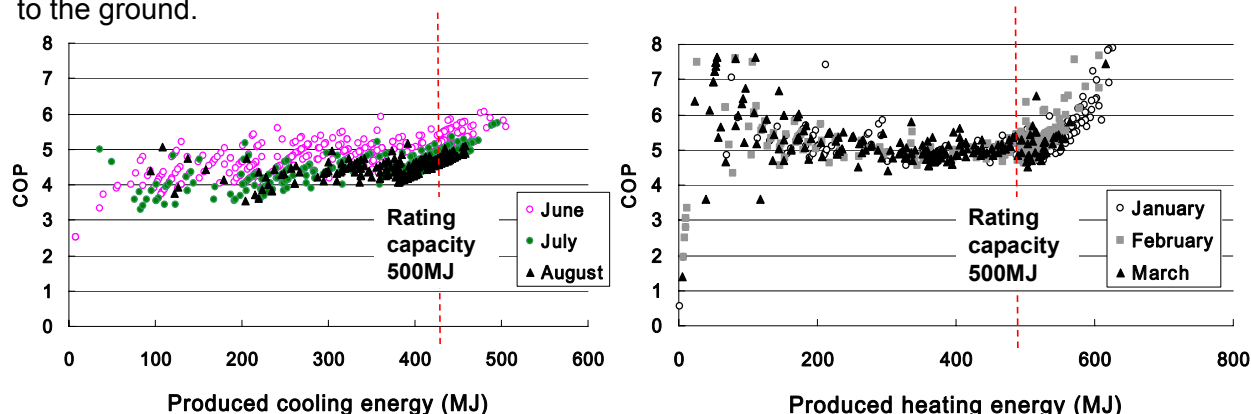 to the ground.
8
7
6
5
4
3
2
1
0
COP
0 100 200 300 400 500 600
Produced cooling energy (MJ)
Rating
capacity
500MJ
June
July
August
8
7
6
5
4
3
2
1
0
COP
0 200 400 600 800
Produced heating energy (MJ)
Rating
capacity
500MJ
January
February
March